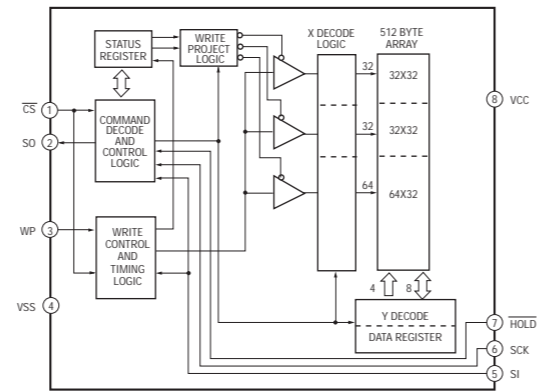 STATUS
REGISTER
WRITE
PROJECT
LOGIC
X DECODE
LOGIC
512 BYTE
ARRAY
32
32X32
32
32X32
64
64X32
CS
1
SO
2
COMMAND
DECODE
AND
CONTROL
LOGIC
8
VCC
WP
3
WRITE
CONTROL
AND
TIMING
LOGIC
VSS
4
4
8
Y DECODE
DATA REGISTER
7
HOLD
6
SCK
5
SI